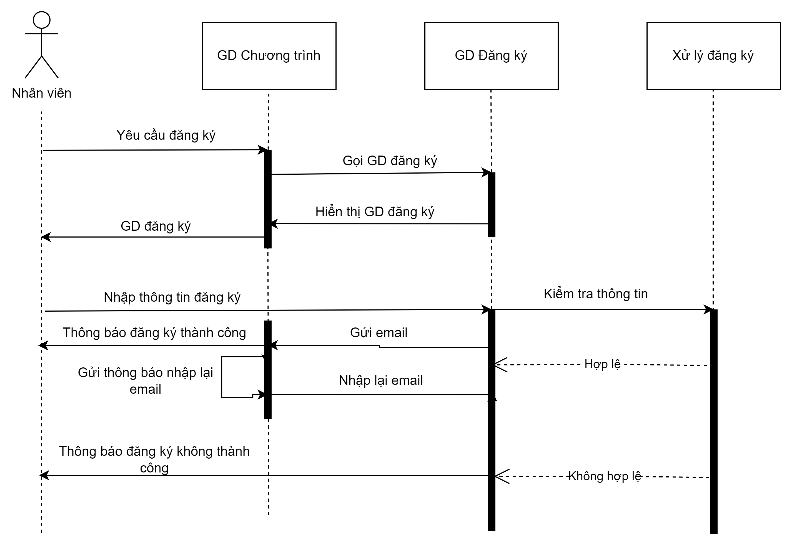 GD Chương trình
GD Đăng ký
Xử lý đăng ký
Nhân viên
Yêu cầu đăng ký
Gọi GD đăng ký
Hiển thị GD đăng ký
GD đăng ký
Nhập thông tin đăng ký
Kiểm tra thông tin
Thông báo đăng ký thành công
Gửi email
Hợp lệ
Gửi thông báo nhập lại
email
Nhập lại email
Thông báo đăng ký không thành
công
Không hợp lệ